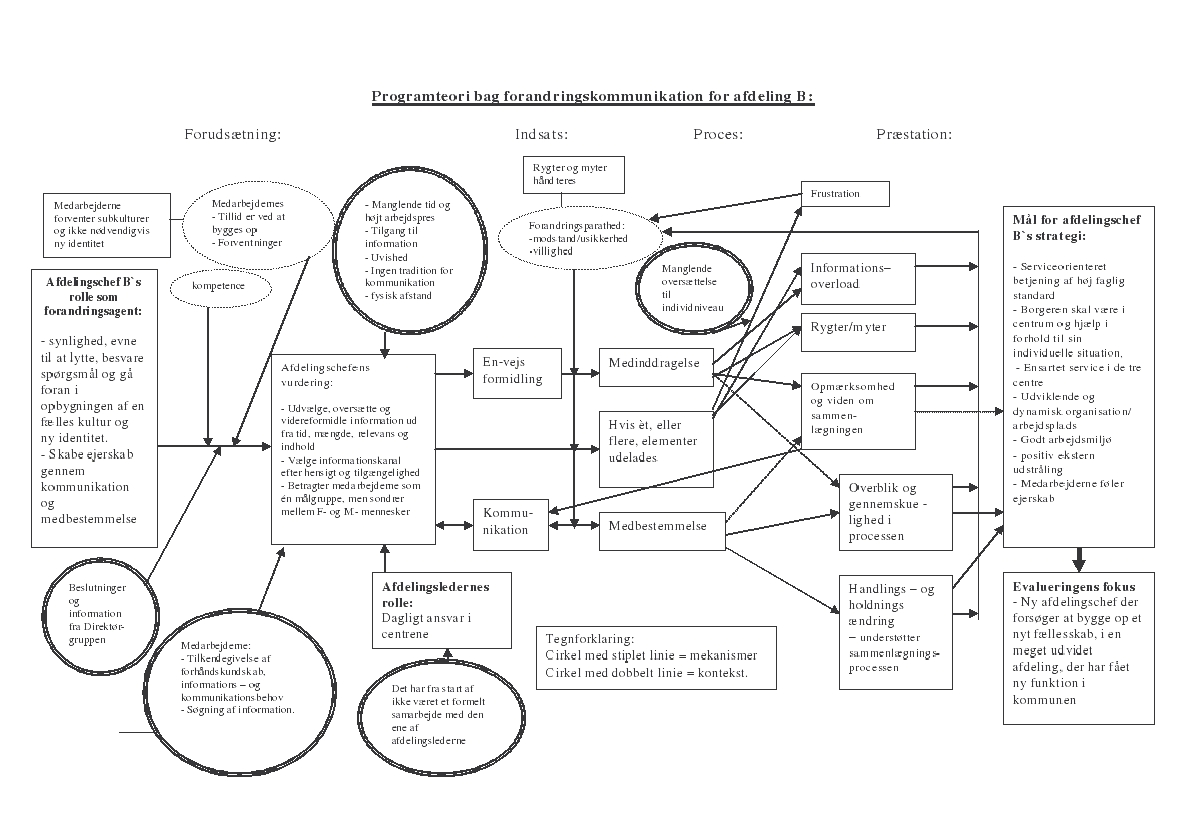 Programteori bag forandringskommunikation for afdeling B:
Forudsætning:
Indsats:
Proces:
Præstation:
Medarbejderne
forventer subkulturer
og ikke nødvendigvis
ny identitet
Medarbejdernes
- Tillid er ved at
bygges op
- Forventninger
kompetence
- Manglende tid og
højt arbejdspres
- Tilgang til
information
- Uvished
- Ingen tradition for
kommunikation
- fysisk afstand
Rygter og myter
håndteres
Forandringsparathed:
-modstand/usikkerhed
-villighed
Manglende
oversættelse
til
individniveau
Frustration
Afdelingschef B`s
rolle som
forandringsagent:
- synlighed, evne
til at lytte, besvare
spørgsmål og gå
foran i
opbygningen af en
fælles kultur og
ny identitet.
- Skabe ejerskab
gennem
kommunikation
og
medbestemmelse
Afdelingschefens
vurdering:
- Udvælge, oversætte og
videreformidle information ud
fra tid, mængde, relevans og
indhold
- Vælge informationskanal
efter hensigt og tilgængelighed
- Betragter medarbejderne som
én målgruppe, men sondrer
mellem F- og M- mennesker
En-vejs
formidling
Kommu-
nikation
Medinddragelse
Hvis èt, eller
flere, elementer
udelades
Medbestemmelse
Informations–
overload
Rygter/myter
Opmærksomhed
og viden om
sammen-
lægningen
Overblik og
gennemskue -
lighed i
processen
Handlings – og
holdnings
ændring
– understøtter
sammenlægnings-
processen
Mål for afdelingschef
B`s strategi:
- Serviceorienteret
betjening af høj faglig
standard
- Borgeren skal være i
centrum og hjælp i
forhold til sin
individuelle situation,
- Ensartet service i de tre
centre
- Udviklende og
dynamisk organisation/
arbejdsplads
- Godt arbejdsmiljø
- positiv ekstern
udstråling
- Medarbejderne føler
ejerskab
Evalueringens fokus
- Ny afdelingschef der
forsøger at bygge op et
nyt fællesskab, i en
meget udvidet
afdeling, der har fået
ny funktion i
kommunen
Beslutninger
og
information
fra Direktør-
gruppen
Medarbejderne:
- Tilkendegivelse af
forhåndskundskab,
informations – og
kommunikationsbehov
- Søgning af information.
Afdelingsledernes
rolle:
Dagligt ansvar i
centrene
Det har fra start af
ikke været et formelt
samarbejde med den
ene af
afdelingslederne
Tegnforklaring:
Cirkel med stiplet linie = mekanismer
Cirkel med dobbelt linie = kontekst.